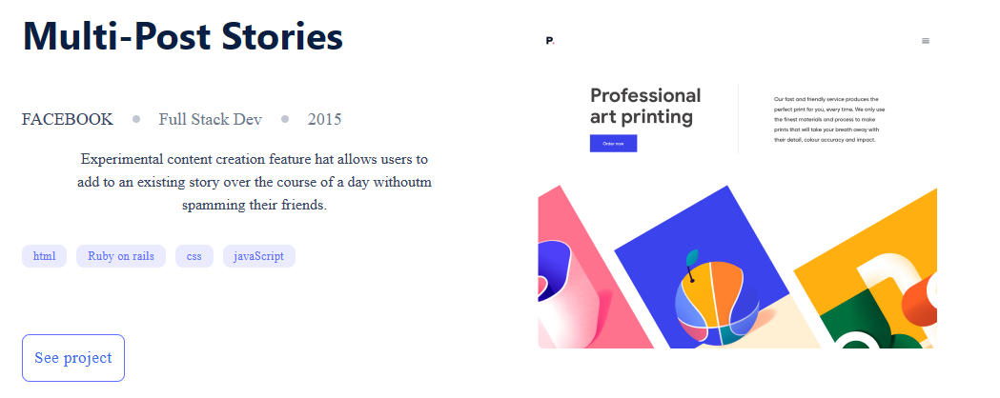 Multi-Post Stories
FACEBOOK Full Stack Dev 2015
Experimental content creation feature hat allows users to
add to an existing story over the course of a day withoutm
spamming their friends.
html Ruby on rails css javaScript
See project
P.
Professional
art printing
Order now
Our fast and friendly service produces the
perfect print for you, every time. We only use
the finest materials and process to make
prints that will take your breath away with
their detail, colour accuracy and impact.